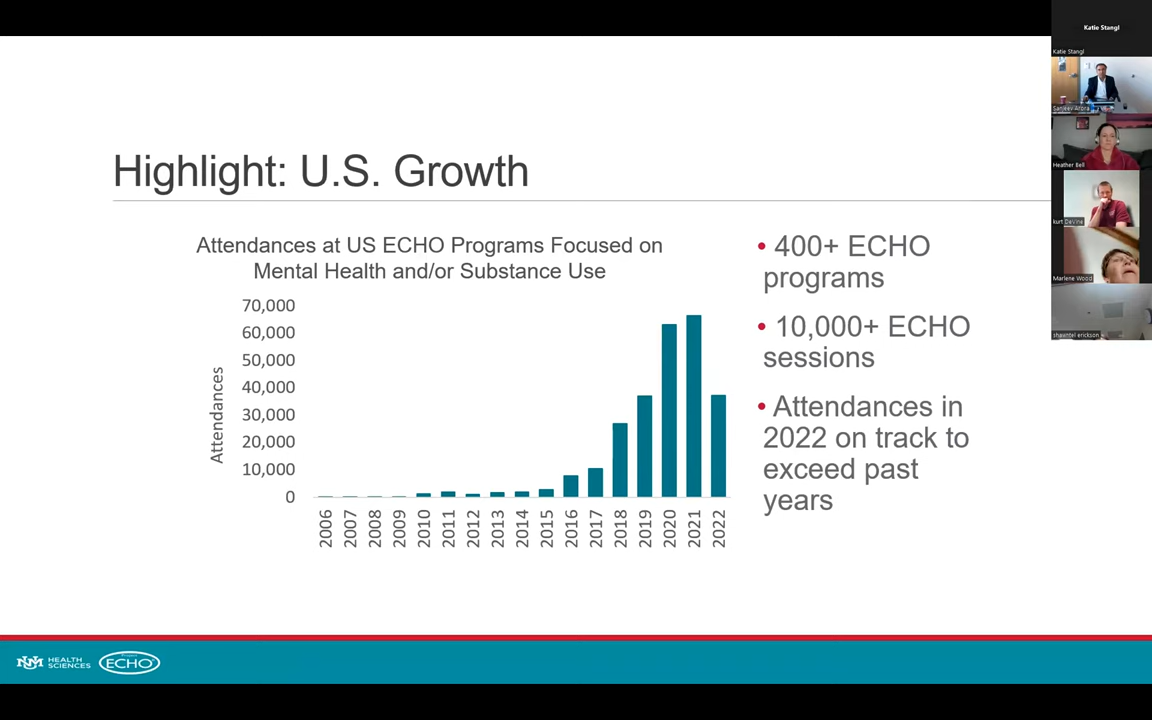 Katie Stangl
Katie Stangl
Sanjeev Arora
Heather Bell
kurt DeVine
Marlene Wood
shawntel erickson
Highlight: U.S. Growth
Attendances at US ECHO Programs Focused on
Mental Health and/or Substance Use
70,000
60,000
50,000
40,000
30,000
20,000
10,000
0
Attendances
2006
2007
2008
2009
2010
2011
2012
2013
2014
2015
2016
2017
2018
2019
2020
2021
2022
• 400+ ECHO
programs
• 10,000+ ECHO
sessions
• Attendances in
2022 on track to
exceed past
years
UNM HEALTH
SCIENCES
Project
ECHO